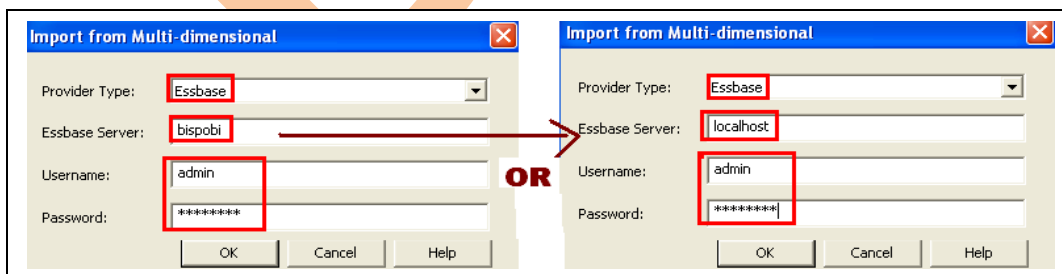 Import from Multi-dimensional
Provider Type: Essbase
Essbase Server: bispobi
Username: admin
Password: ********
OK Cancel Help
OR
Import from Multi-dimensional
Provider Type: Essbase
Essbase Server: localhost
Username: admin
Password: ********
OK Cancel Help